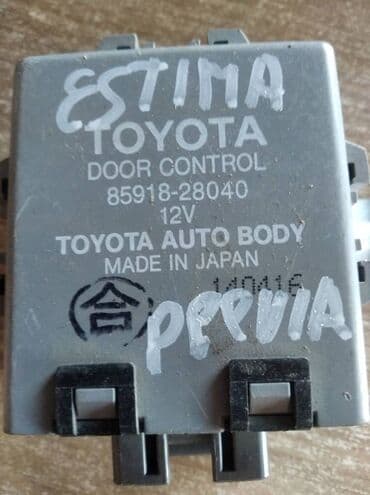 ESTIMA
TOYOTA
DOOR CONTROL
85918-28040
12V
TOYOTA AUTO BODY
MADE IN JAPAN
合
140416
PREVIA